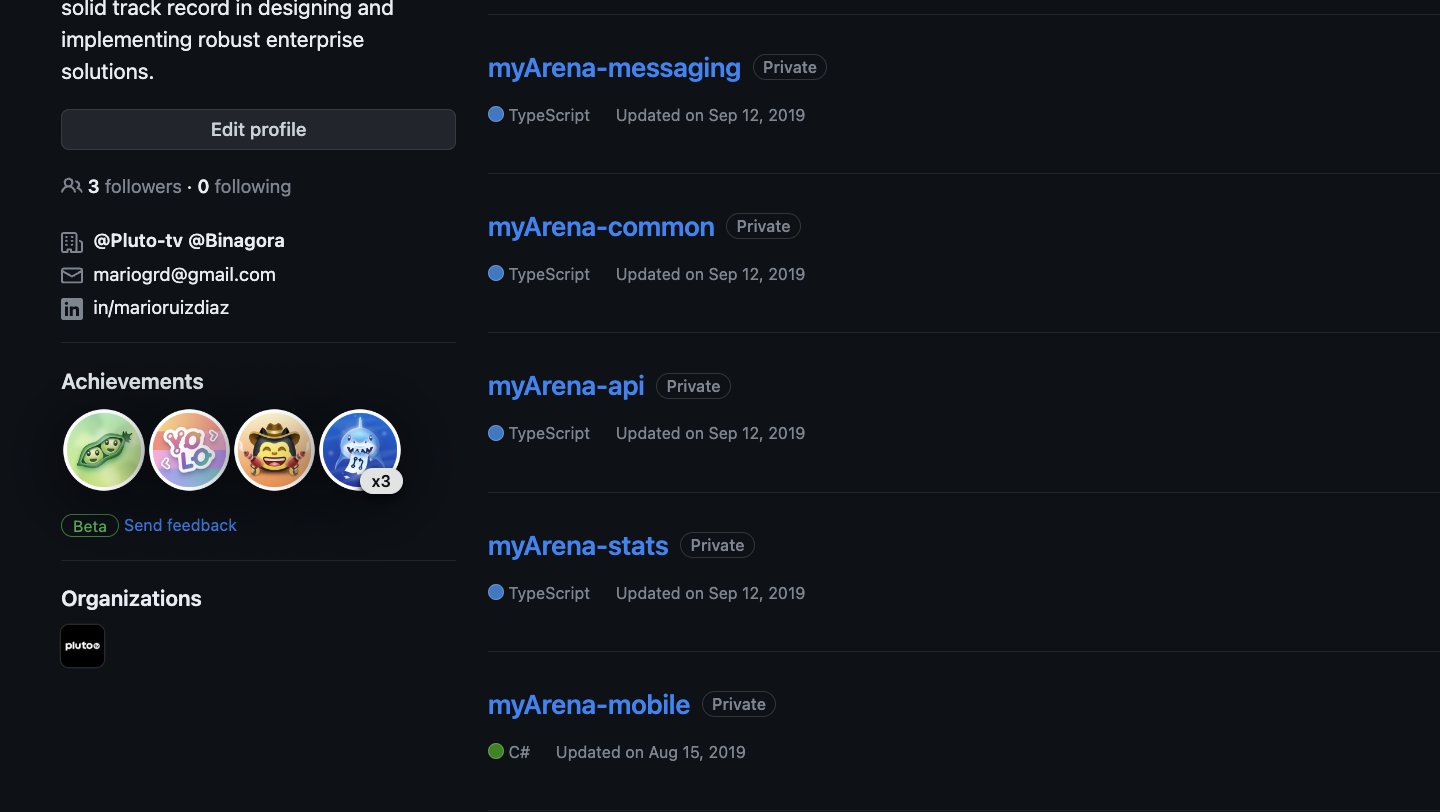 solid track record in designing and
implementing robust enterprise
solutions.
Edit profile
3 followers · 0 following
@Pluto-tv @Binagora
mariogrd@gmail.com
in/marioruizdiaz
Achievements
YO
LO
x3
Beta Send feedback
Organizations
pluto tv
myArena-messaging Private
TypeScript Updated on Sep 12, 2019
myArena-common Private
TypeScript Updated on Sep 12, 2019
myArena-api Private
TypeScript Updated on Sep 12, 2019
myArena-stats Private
TypeScript Updated on Sep 12, 2019
myArena-mobile Private
C# Updated on Aug 15, 2019